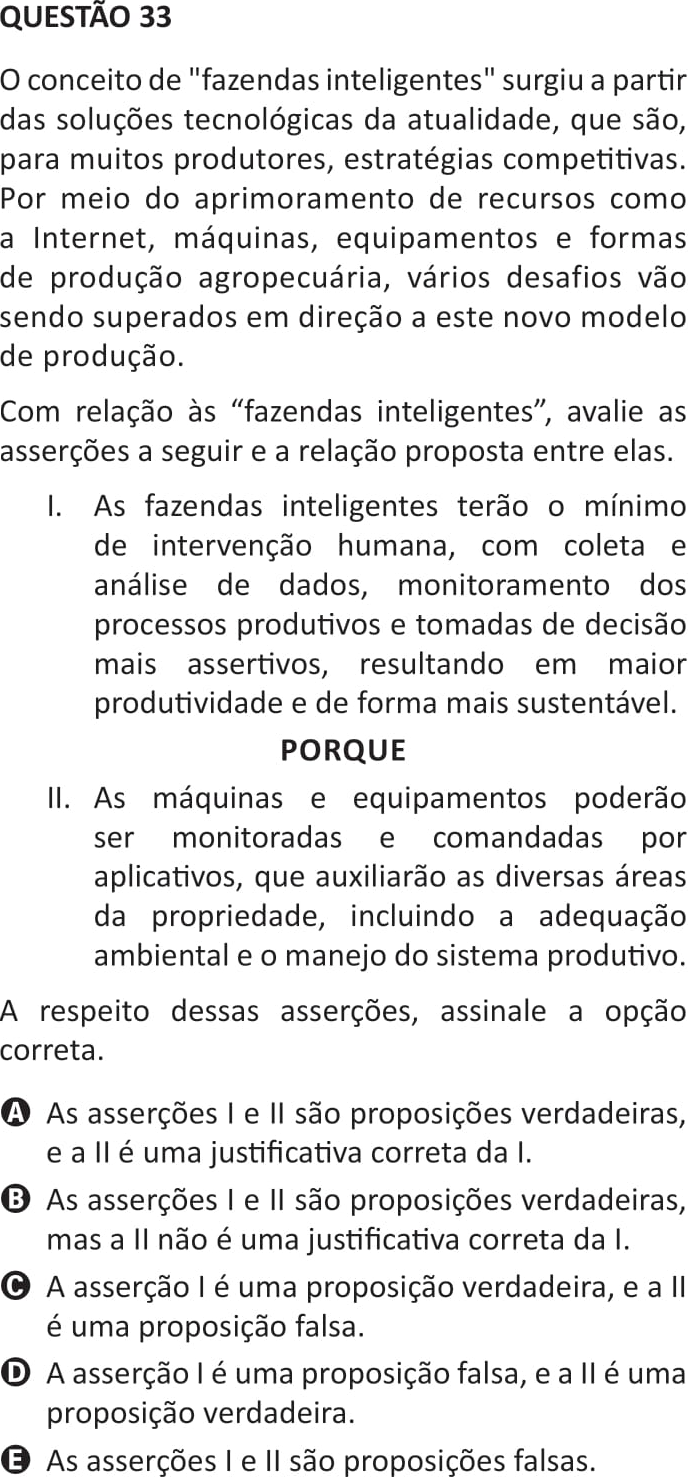 QUESTÃO 33
O conceito de "fazendas inteligentes" surgiu a partir
das soluções tecnológicas da atualidade, que são,
para muitos produtores, estratégias competitivas.
Por meio do aprimoramento de recursos como
a Internet, máquinas, equipamentos e formas
de produção agropecuária, vários desafios vão
sendo superados em direção a este novo modelo
de produção.
Com relação às “fazendas inteligentes”, avalie as
asserções a seguir e a relação proposta entre elas.
I. As fazendas inteligentes terão o mínimo
de intervenção humana, com coleta e
análise de dados, monitoramento dos
processos produtivos e tomadas de decisão
mais assertivos, resultando em maior
produtividade e de forma mais sustentável.
PORQUE
II. As máquinas e equipamentos poderão
ser monitoradas e comandadas por
aplicativos, que auxiliarão as diversas áreas
da propriedade, incluindo a adequação
ambiental e o manejo do sistema produtivo.
A respeito dessas asserções, assinale a opção
correta.
A As asserções I e II são proposições verdadeiras,
e a II é uma justificativa correta da I.
B As asserções I e II são proposições verdadeiras,
mas a II não é uma justificativa correta da I.
C A asserção I é uma proposição verdadeira, e a II
é uma proposição falsa.
D A asserção I é uma proposição falsa, e a II é uma
proposição verdadeira.
E As asserções I e II são proposições falsas.